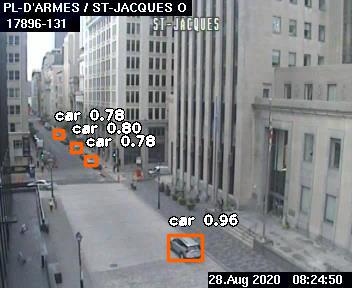 PL-D'ARMES / ST-JACQUES O
17896-131
ST-JACQUES
car 0.78
car 0.80
car 0.78
car 0.96
28.Aug 2020 08:24:50